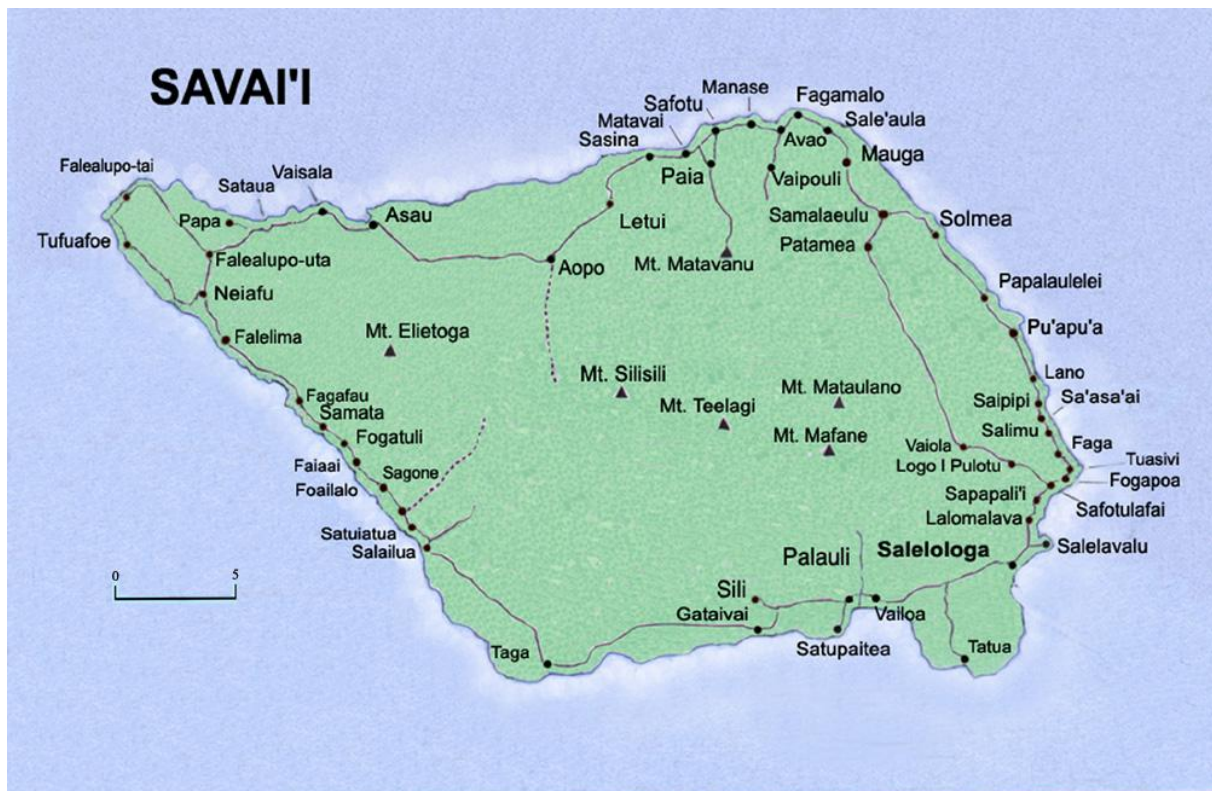 SAVAI'I
Manase
Fagamalo
Safotu
Sale'aula
Matavai
Sasina
Avao
Mauga
Paia
Vaipouli
Falealupo-tai
Vaisala
Sataua
Papa
Asau
Letui
Samalaeulu
Solmea
Tufuafoe
Patamea
Falealupo-uta
Aopo
Mt. Matavanu
Neiafu
Papalaulelei
Falelima
Mt. Elietoga
Pu'apu'a
Mt. Silisili
Lano
Mt. Mataulano
Fagafau
Saipipi
Sa'asa'ai
Mt. Teelagi
Samata
Salimu
Fogatuli
Mt. Mafane
Vaiola
Faga
Faiaai
Sagone
Logo I Pulotu
Tuasivi
Fogapoa
Foailalo
Sapapali'i
Safotulafai
Lalomalava
Satuiatua
Salailua
Palauli
Salelologa
Salelavalu
0
5
Sili
Gataivai
Vailoa
Satupaitea
Taga
Tatua